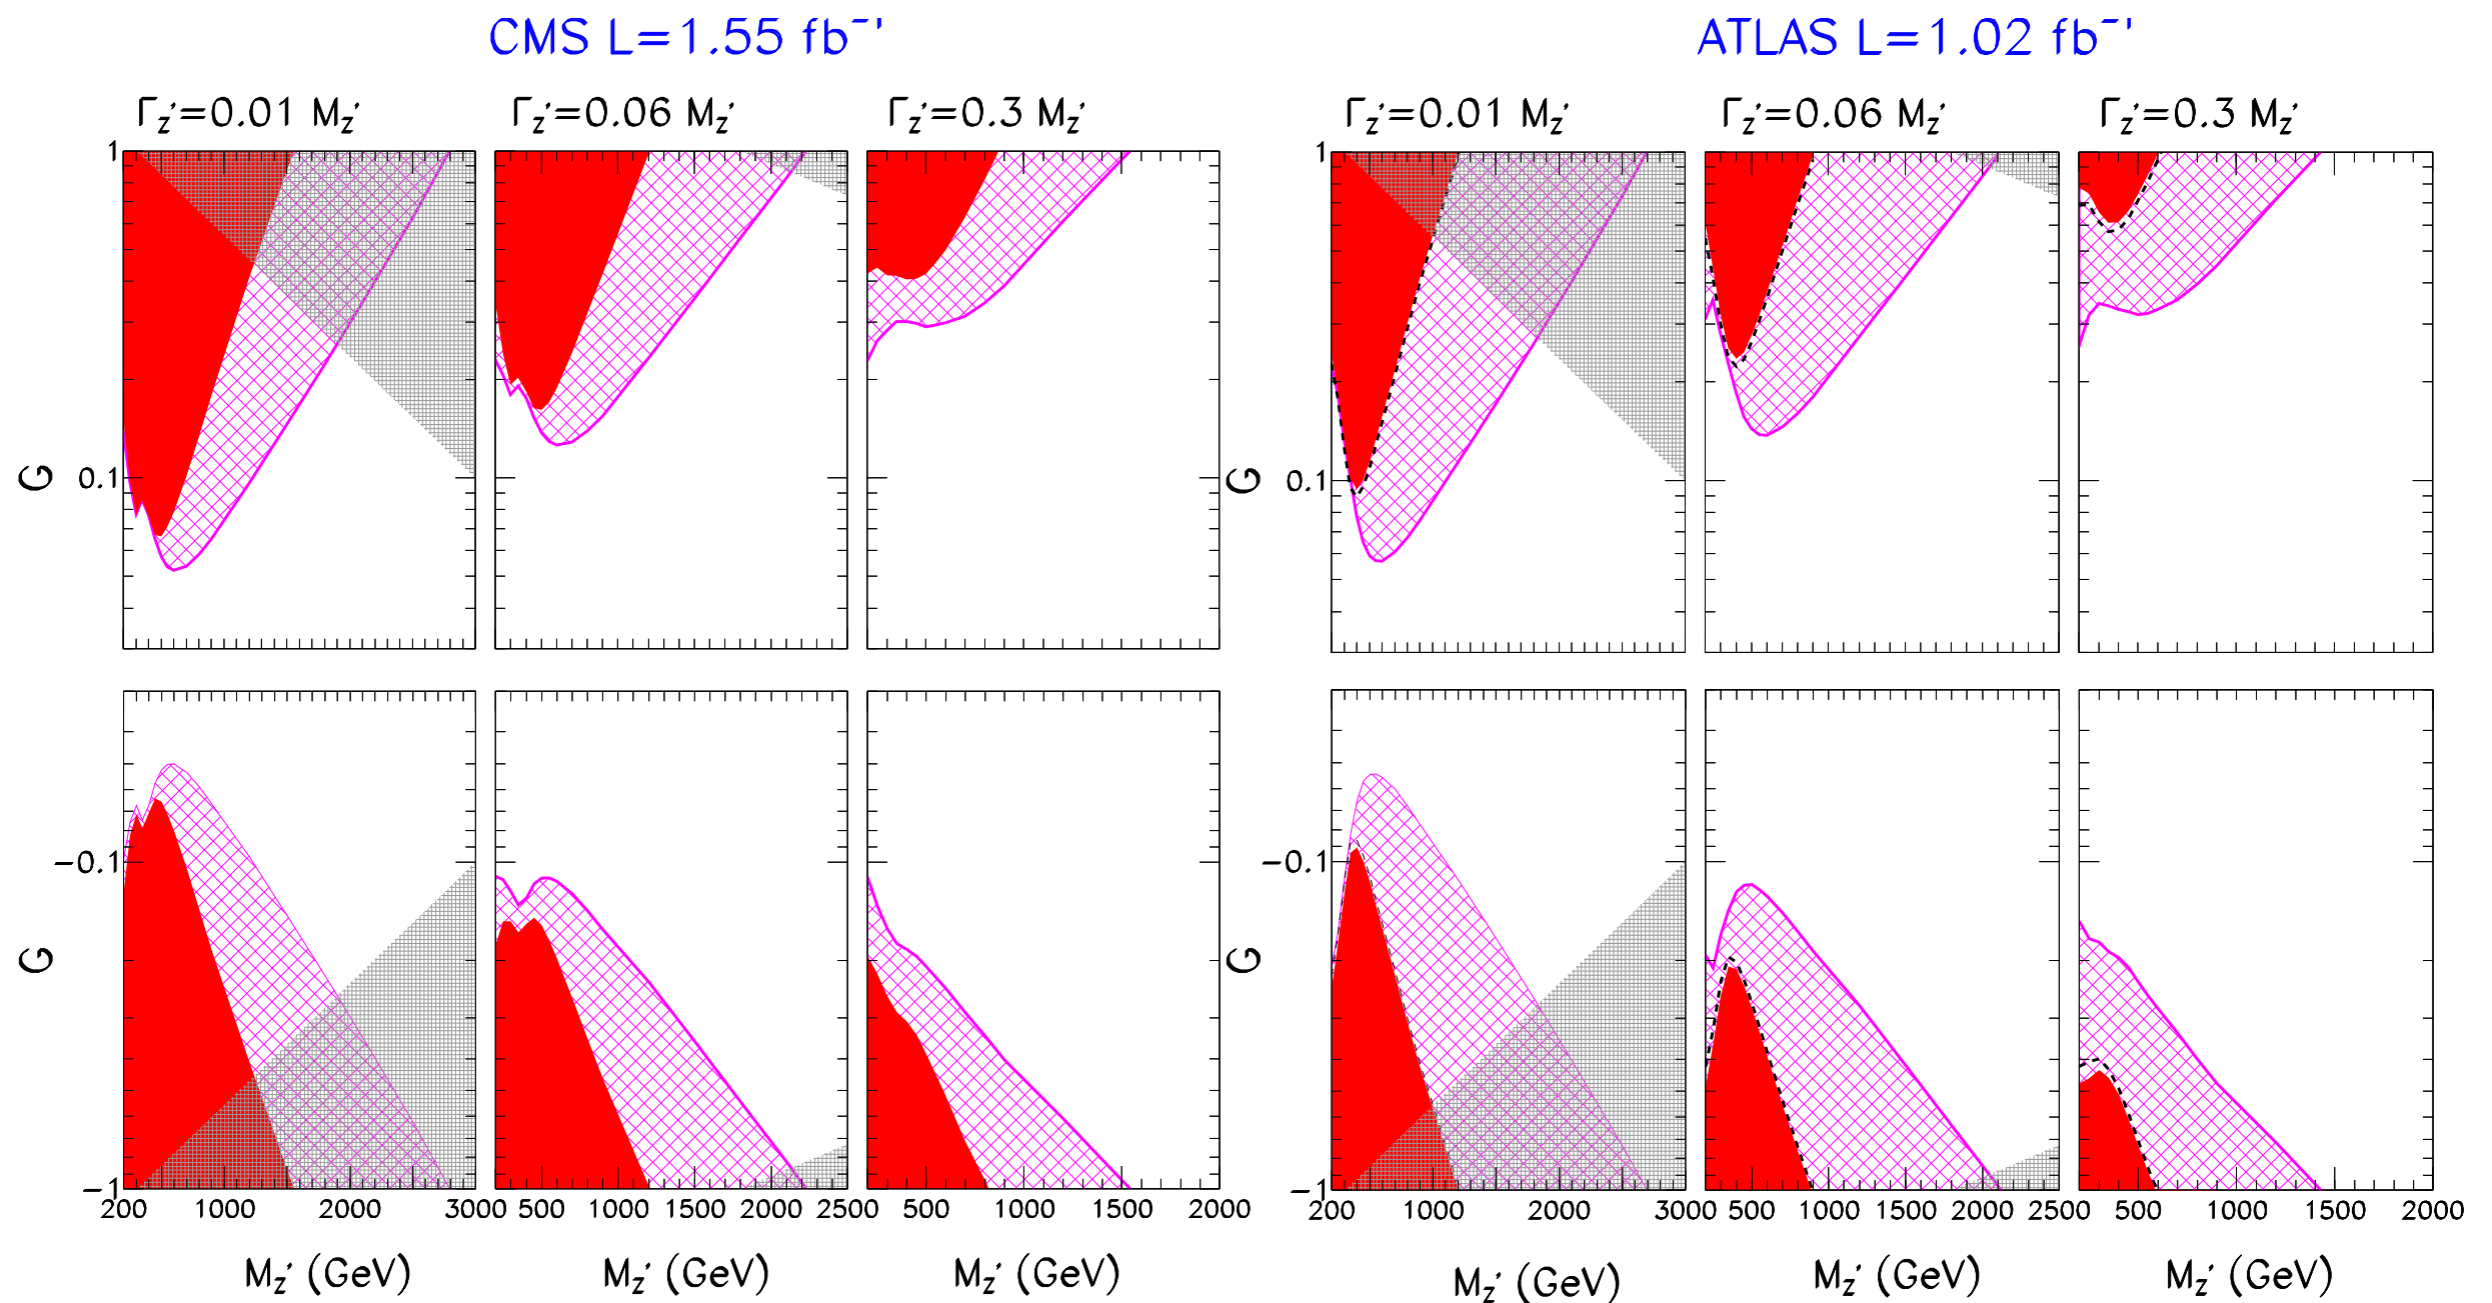 CMS L=1.55 fb⁻¹ ATLAS L=1.02 fb⁻¹
Γz'=0.01 Mz' Γz'=0.06 Mz' Γz'=0.3 Mz' Γz'=0.01 Mz' Γz'=0.06 Mz' Γz'=0.3 Mz'
1 1
G 0.1 G 0.1
-0.1 -0.1
G G
-1 -1
200 1000 2000 3000 500 1000 1500 2000 2500 500 1000 1500 2000 200 1000 2000 3000 500 1000 1500 2000 2500 500 1000 1500 2000
Mz' (GeV) Mz' (GeV) Mz' (GeV) Mz' (GeV) Mz' (GeV) Mz' (GeV)